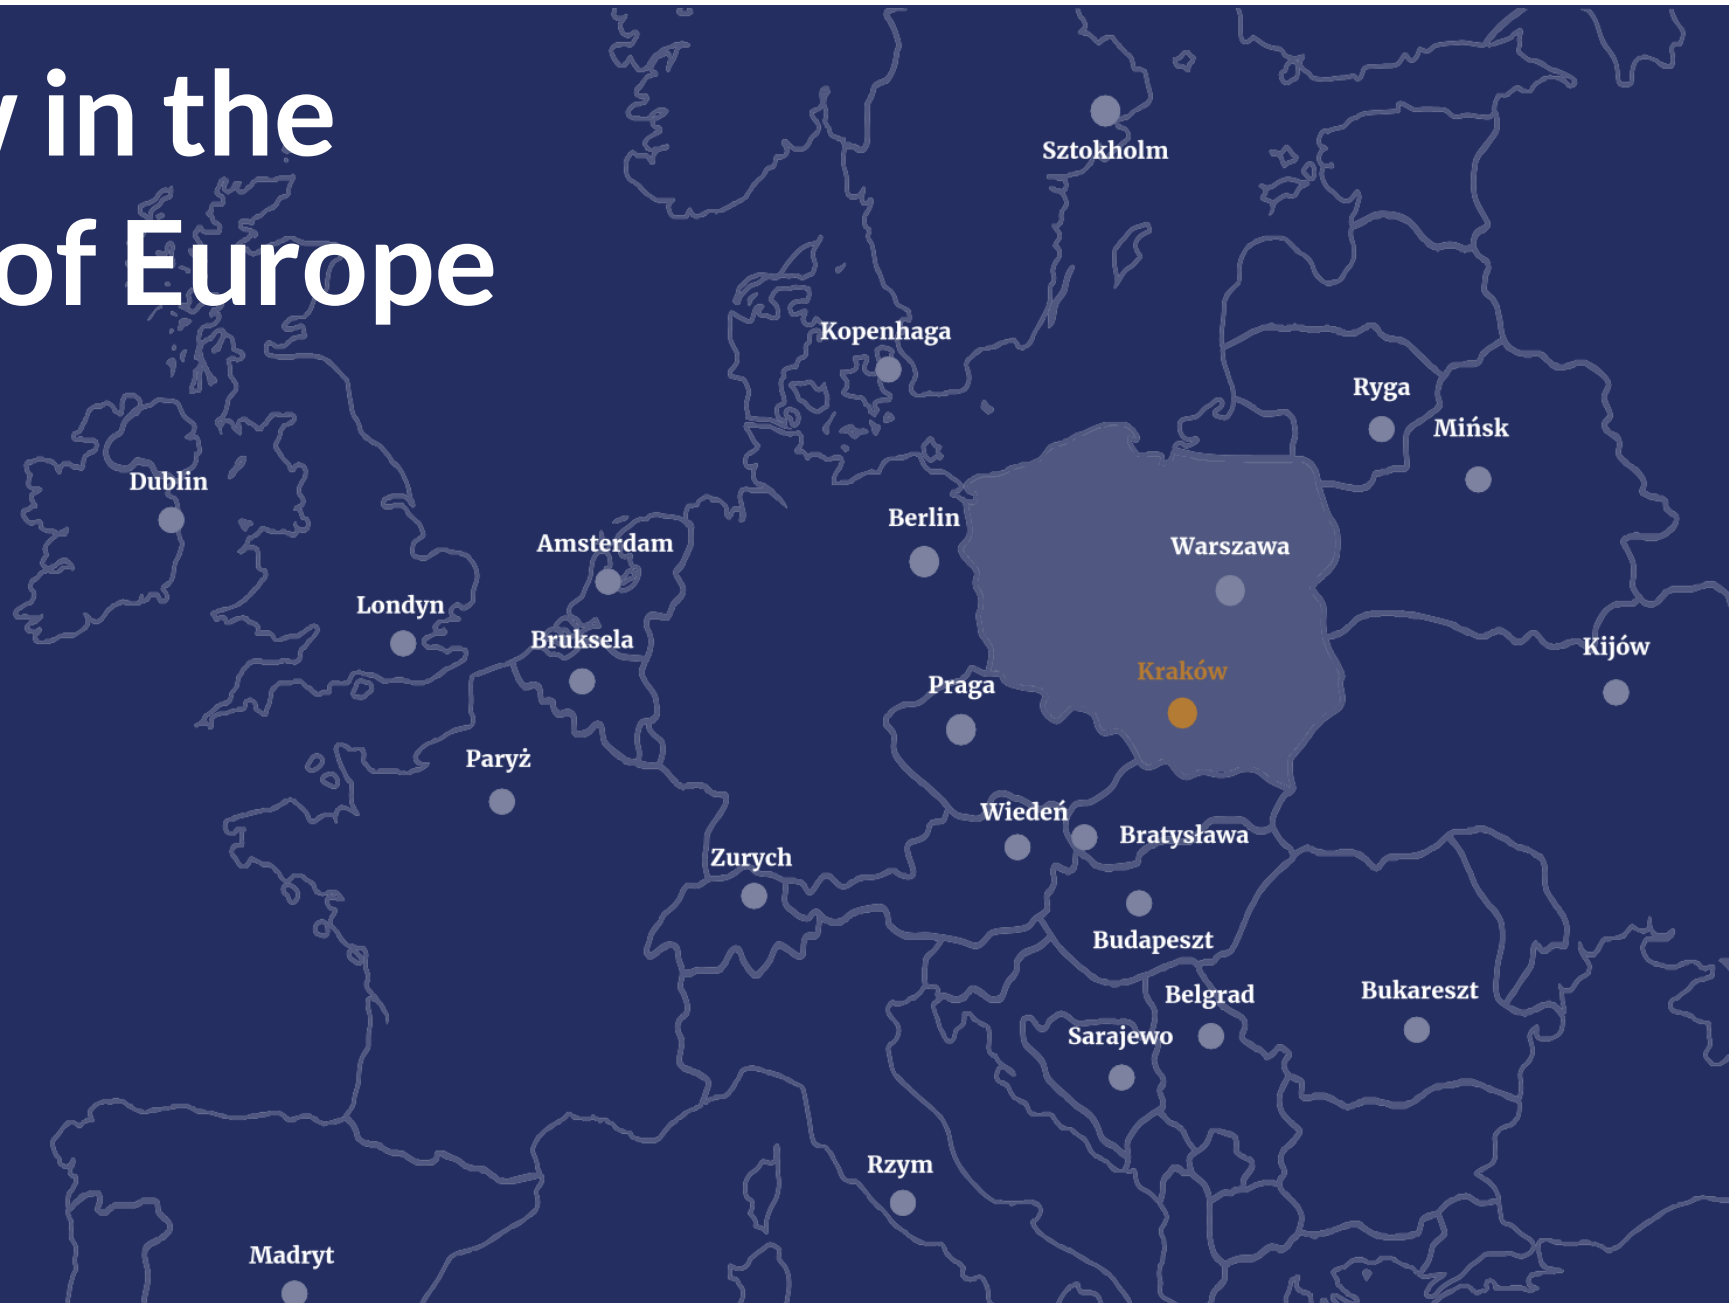 in the
of Europe
Sztokholm
Kopenhaga
Ryga
Mińsk
Dublin
Berlin
Amsterdam
Warszawa
Londyn
Bruksela
Kijów
Kraków
Praga
Paryż
Wiedeń
Bratysława
Zurych
Budapeszt
Belgrad
Bukareszt
Sarajewo
Rzym
Madryt